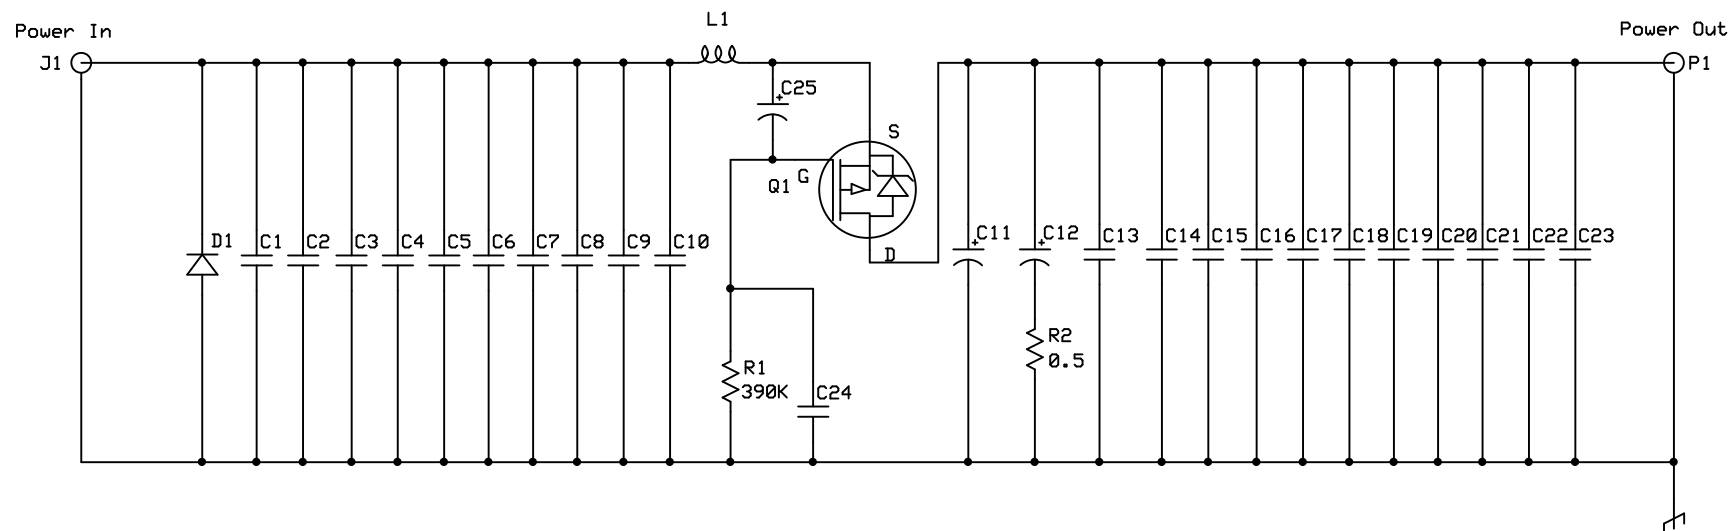 L1
Power In
Power Out
J1
P1
C25
S
G
Q1
D1
C1
C2
C3
C4
C5
C6
C7
C8
C9
C10
D
C11
C12
C13
C14
C15
C16
C17
C18
C19
C20
C21
C22
C23
R2
0.5
R1
390K
C24